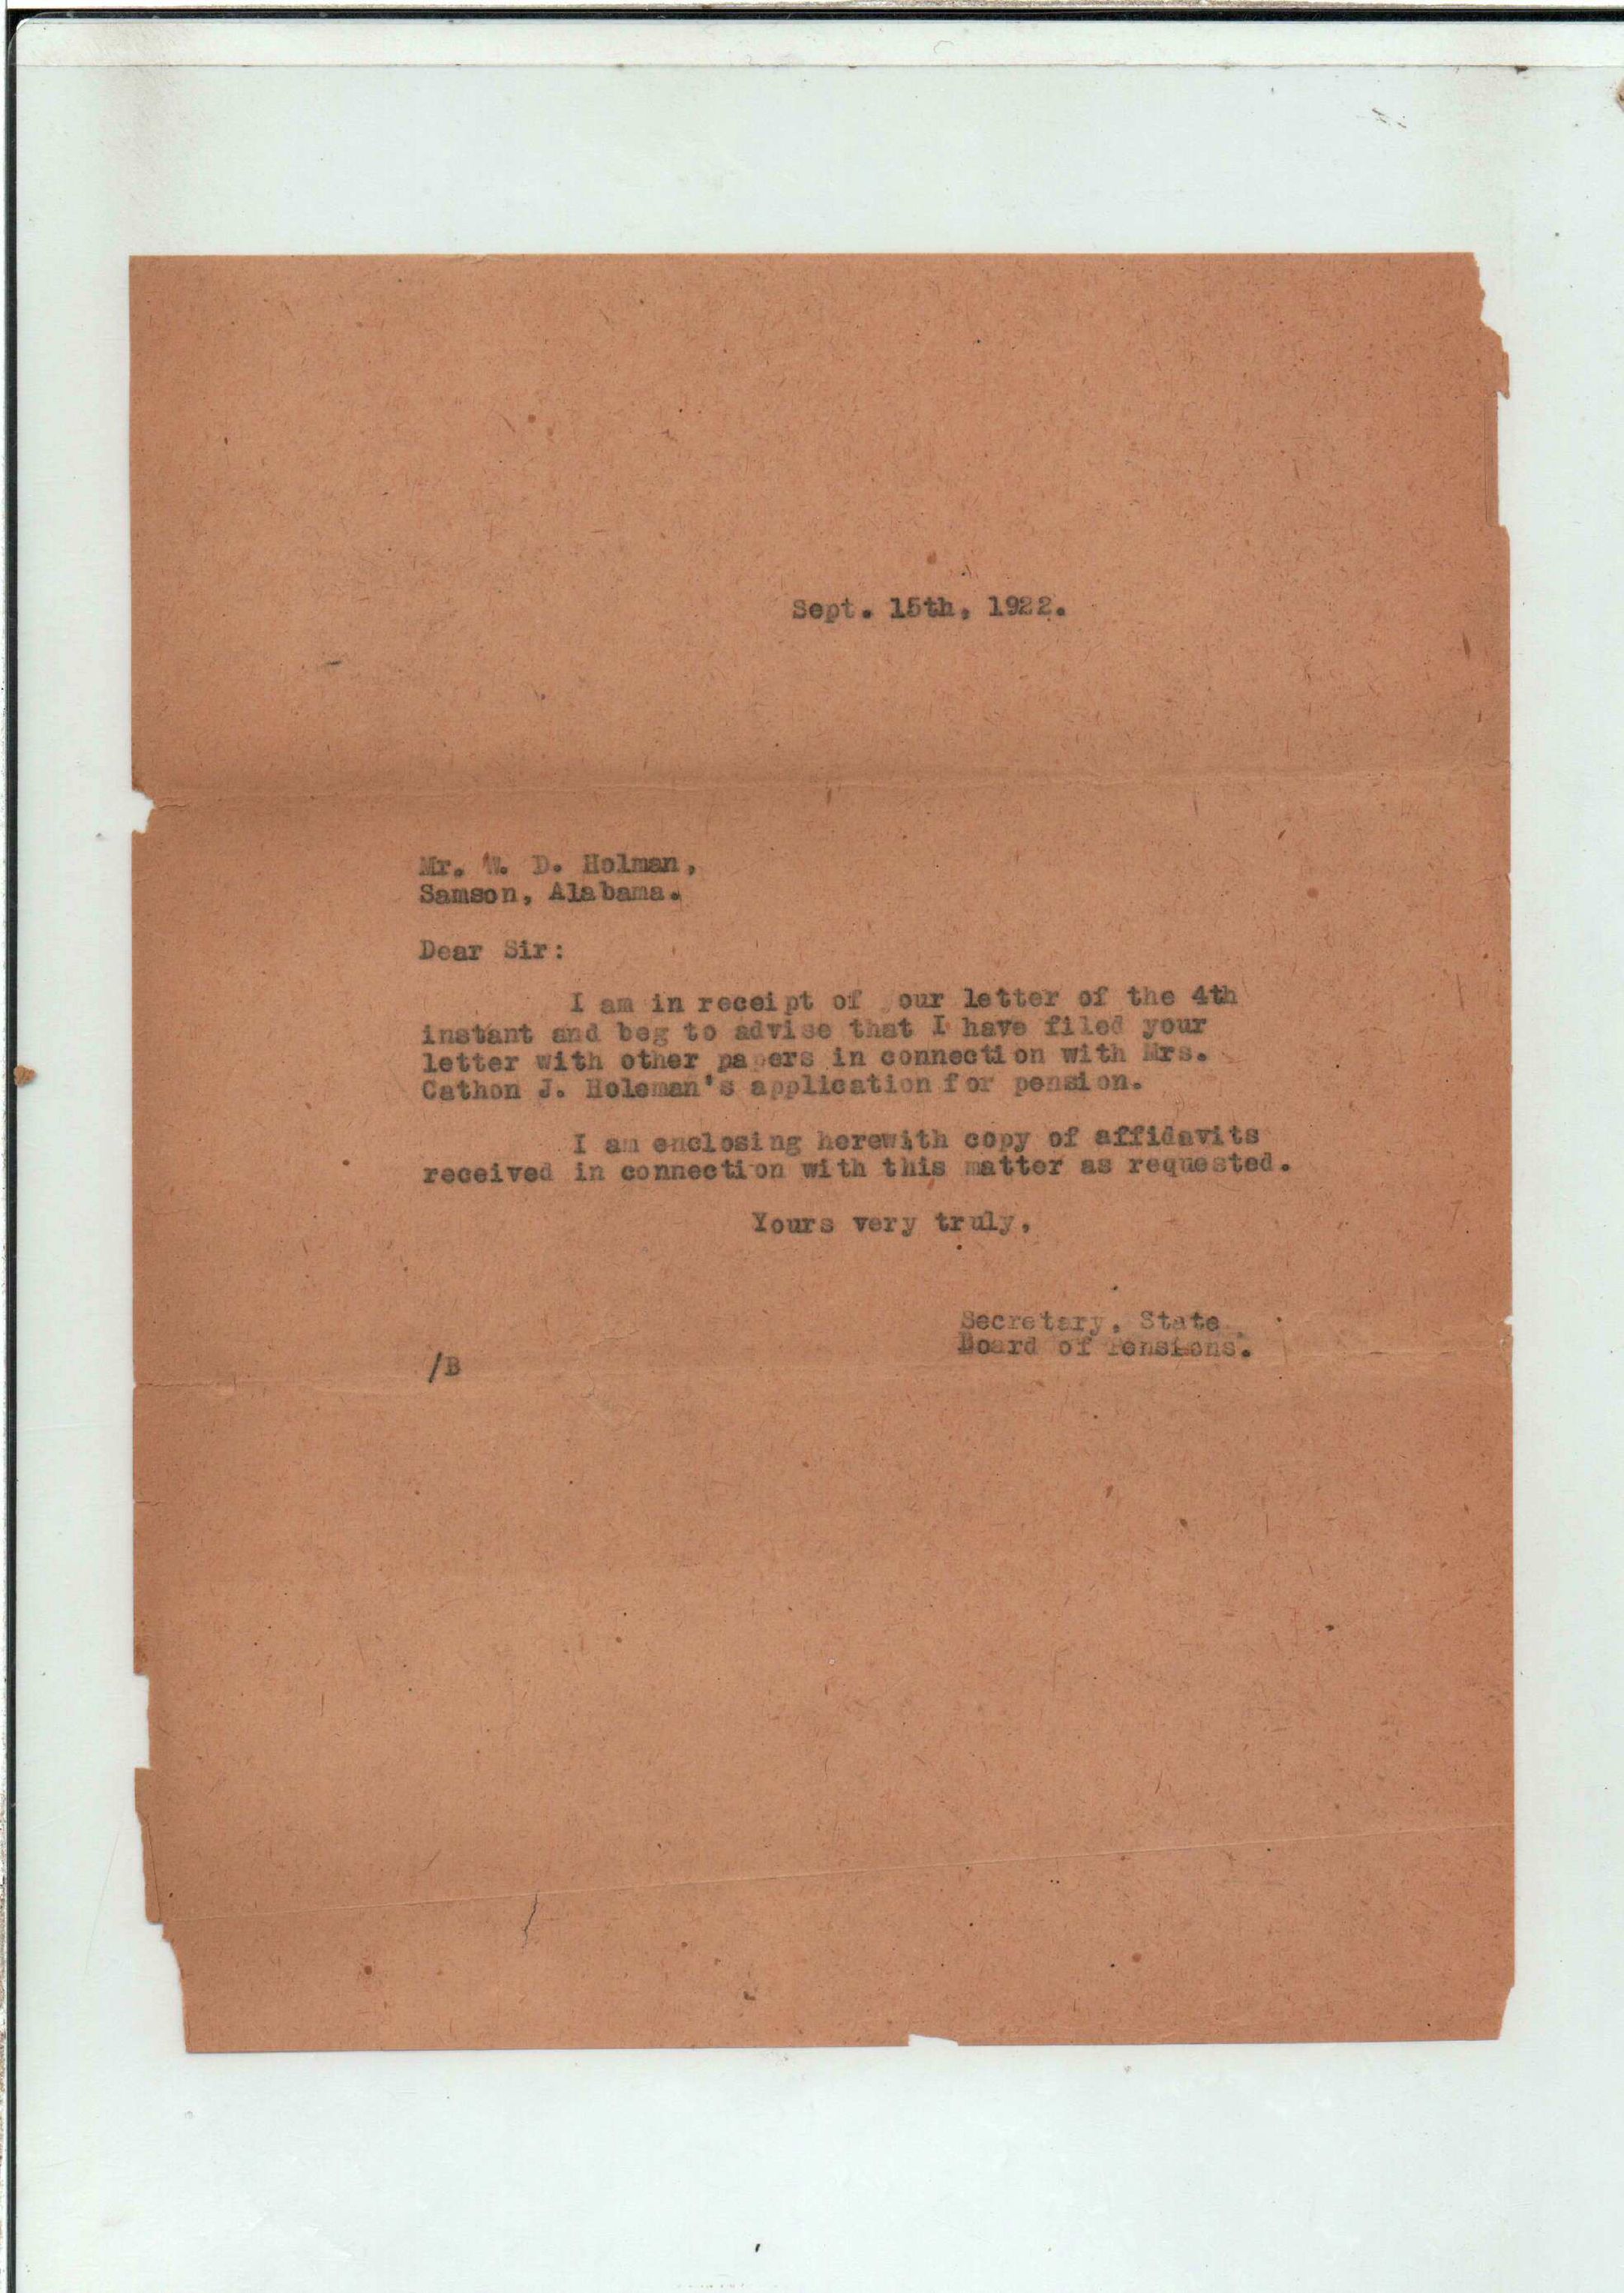 Sept. 15th, 1922.
Mr. W. D. Holman,
Samson, Alabama.
Dear Sir:
I am in receipt of your letter of the 4th
instant and beg to advise that I have filed your
letter with other papers in connection with Mrs.
Cathon J. Holeman's application for pension.
I am enclosing herewith copy of affidavits
received in connection with this matter as requested.
Yours very truly,
Secretary, State
Board of Pensions.
/B